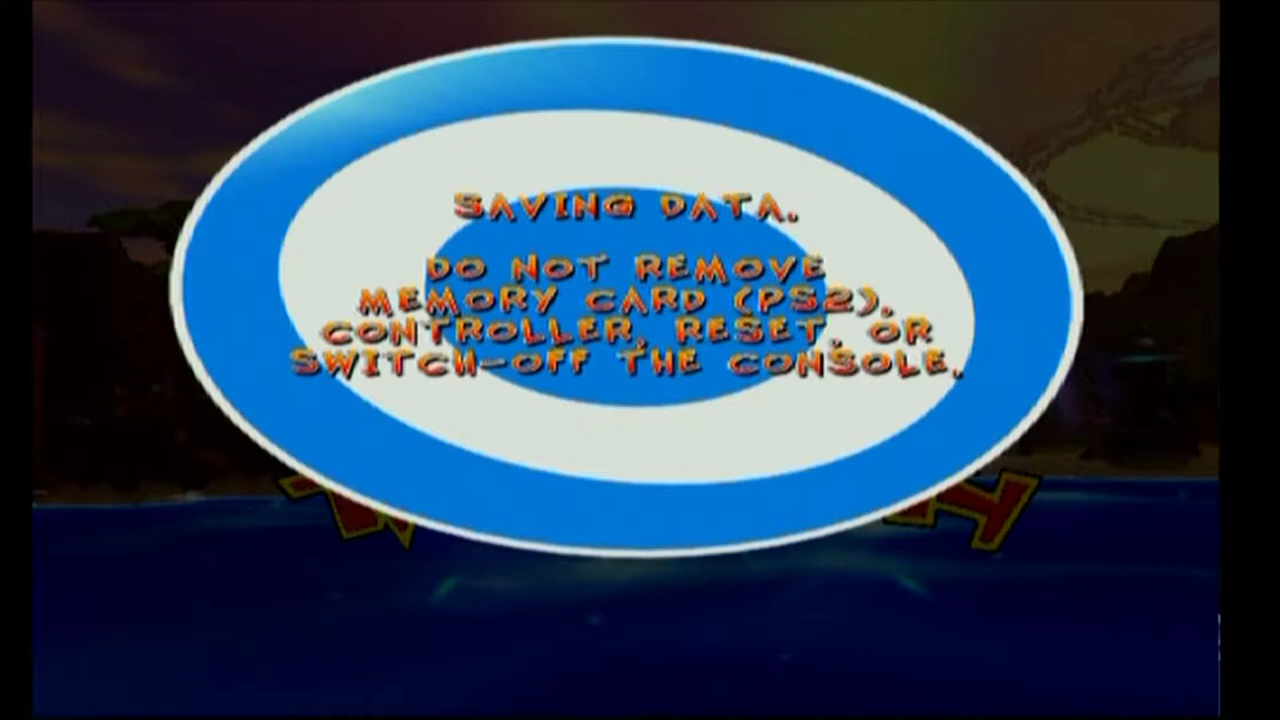 SAVING DATA.
DO NOT REMOVE
MEMORY CARD (PS2),
CONTROLLER, RESET, OR
SWITCH-OFF THE CONSOLE.